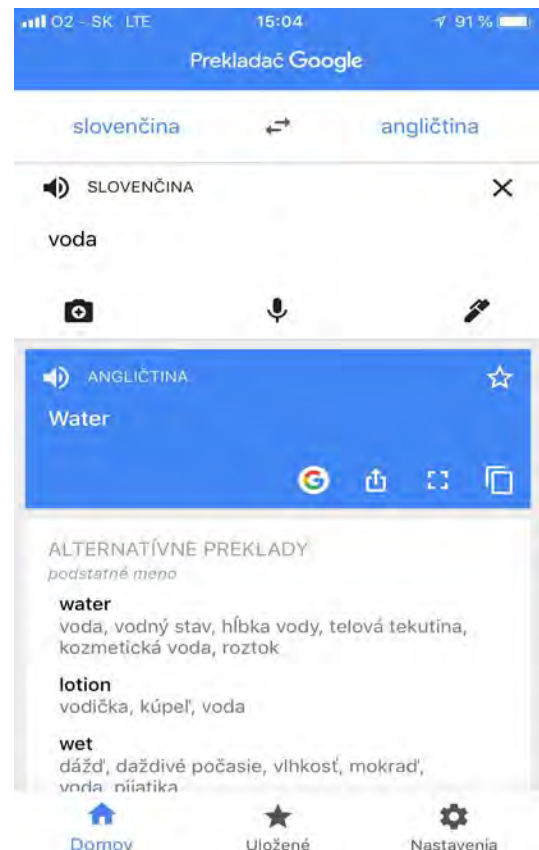 O2 - SK LTE 15:04 91 %
Prekladač Google
slovenčina angličtina
SLOVENČINA
voda
ANGLIČTINA
Water
ALTERNATÍVNE PREKLADY
podstatné meno
water
voda, vodný stav, hĺbka vody, telová tekutina,
kozmetická voda, roztok
lotion
vodička, kúpeľ, voda
wet
dážď, daždivé počasie, vlhkosť, mokraď,
voda, pijatika
Domov Uložené Nastavenia